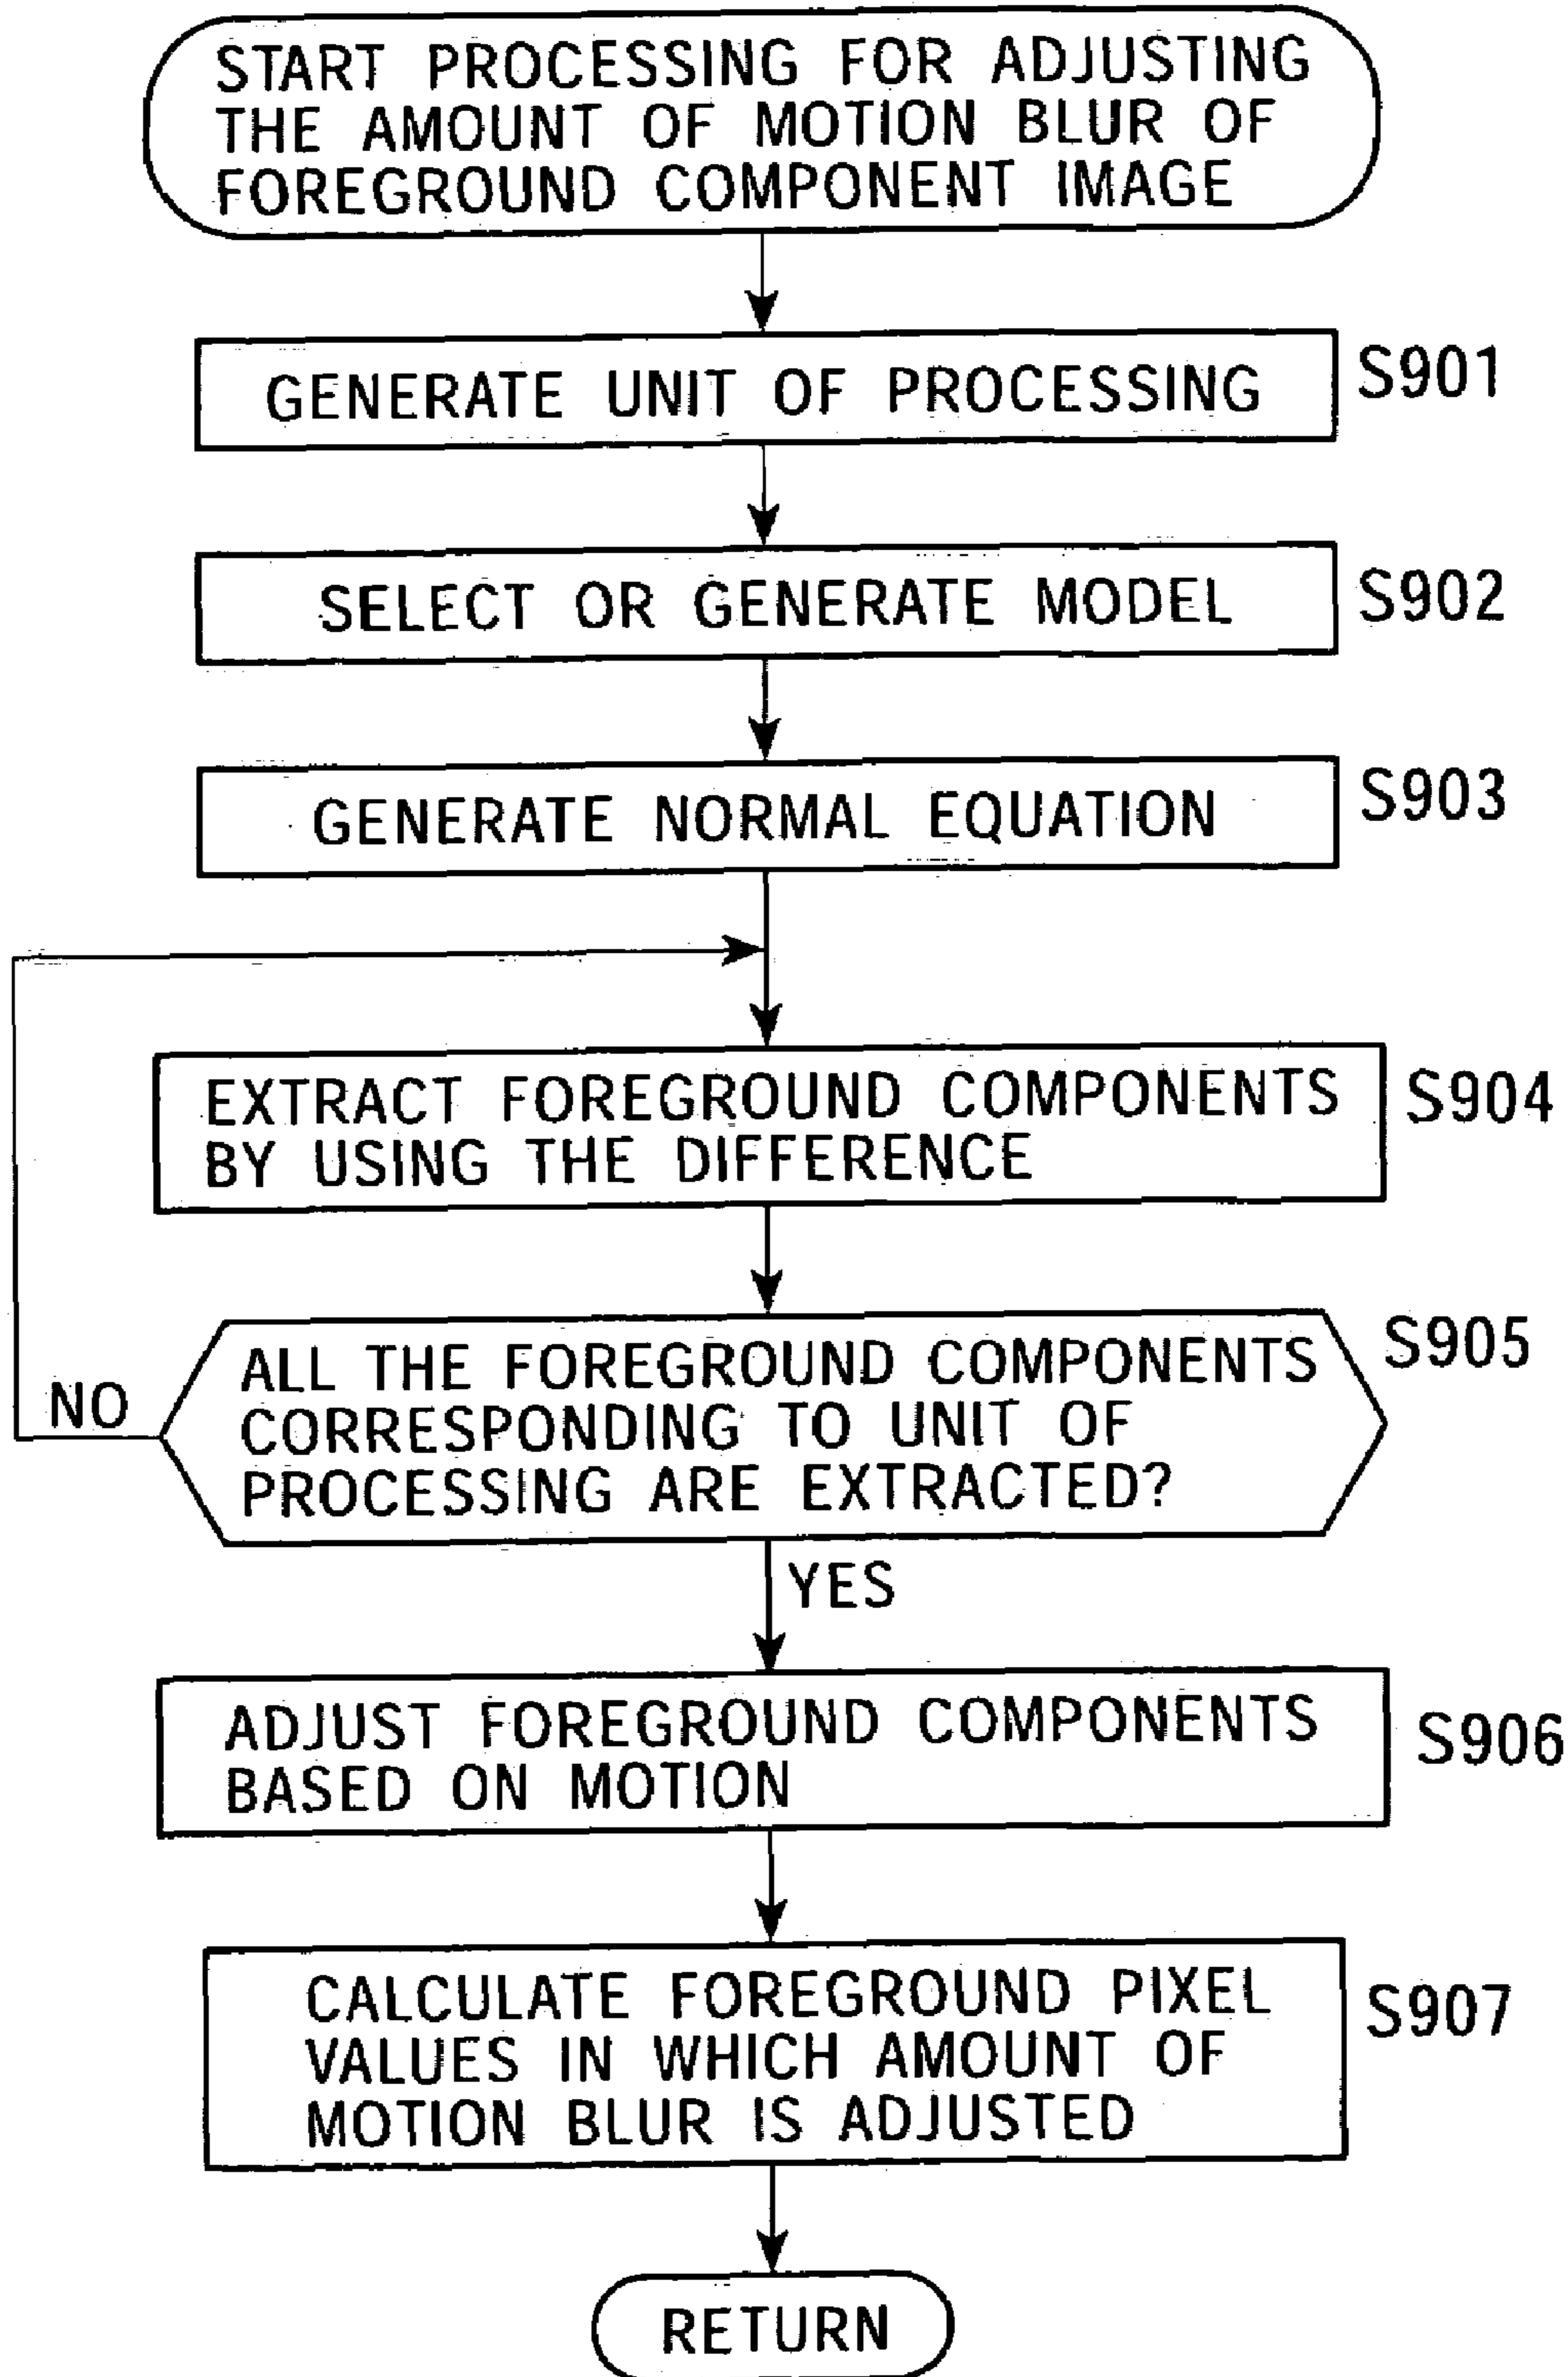 START PROCESSING FOR ADJUSTING
THE AMOUNT OF MOTION BLUR OF
FOREGROUND COMPONENT IMAGE
GENERATE UNIT OF PROCESSING
S901
SELECT OR GENERATE MODEL
S902
GENERATE NORMAL EQUATION
S903
EXTRACT FOREGROUND COMPONENTS
BY USING THE DIFFERENCE
S904
ALL THE FOREGROUND COMPONENTS
CORRESPONDING TO UNIT OF
PROCESSING ARE EXTRACTED?
S905
NO
YES
ADJUST FOREGROUND COMPONENTS
BASED ON MOTION
S906
CALCULATE FOREGROUND PIXEL
VALUES IN WHICH AMOUNT OF
MOTION BLUR IS ADJUSTED
S907
RETURN